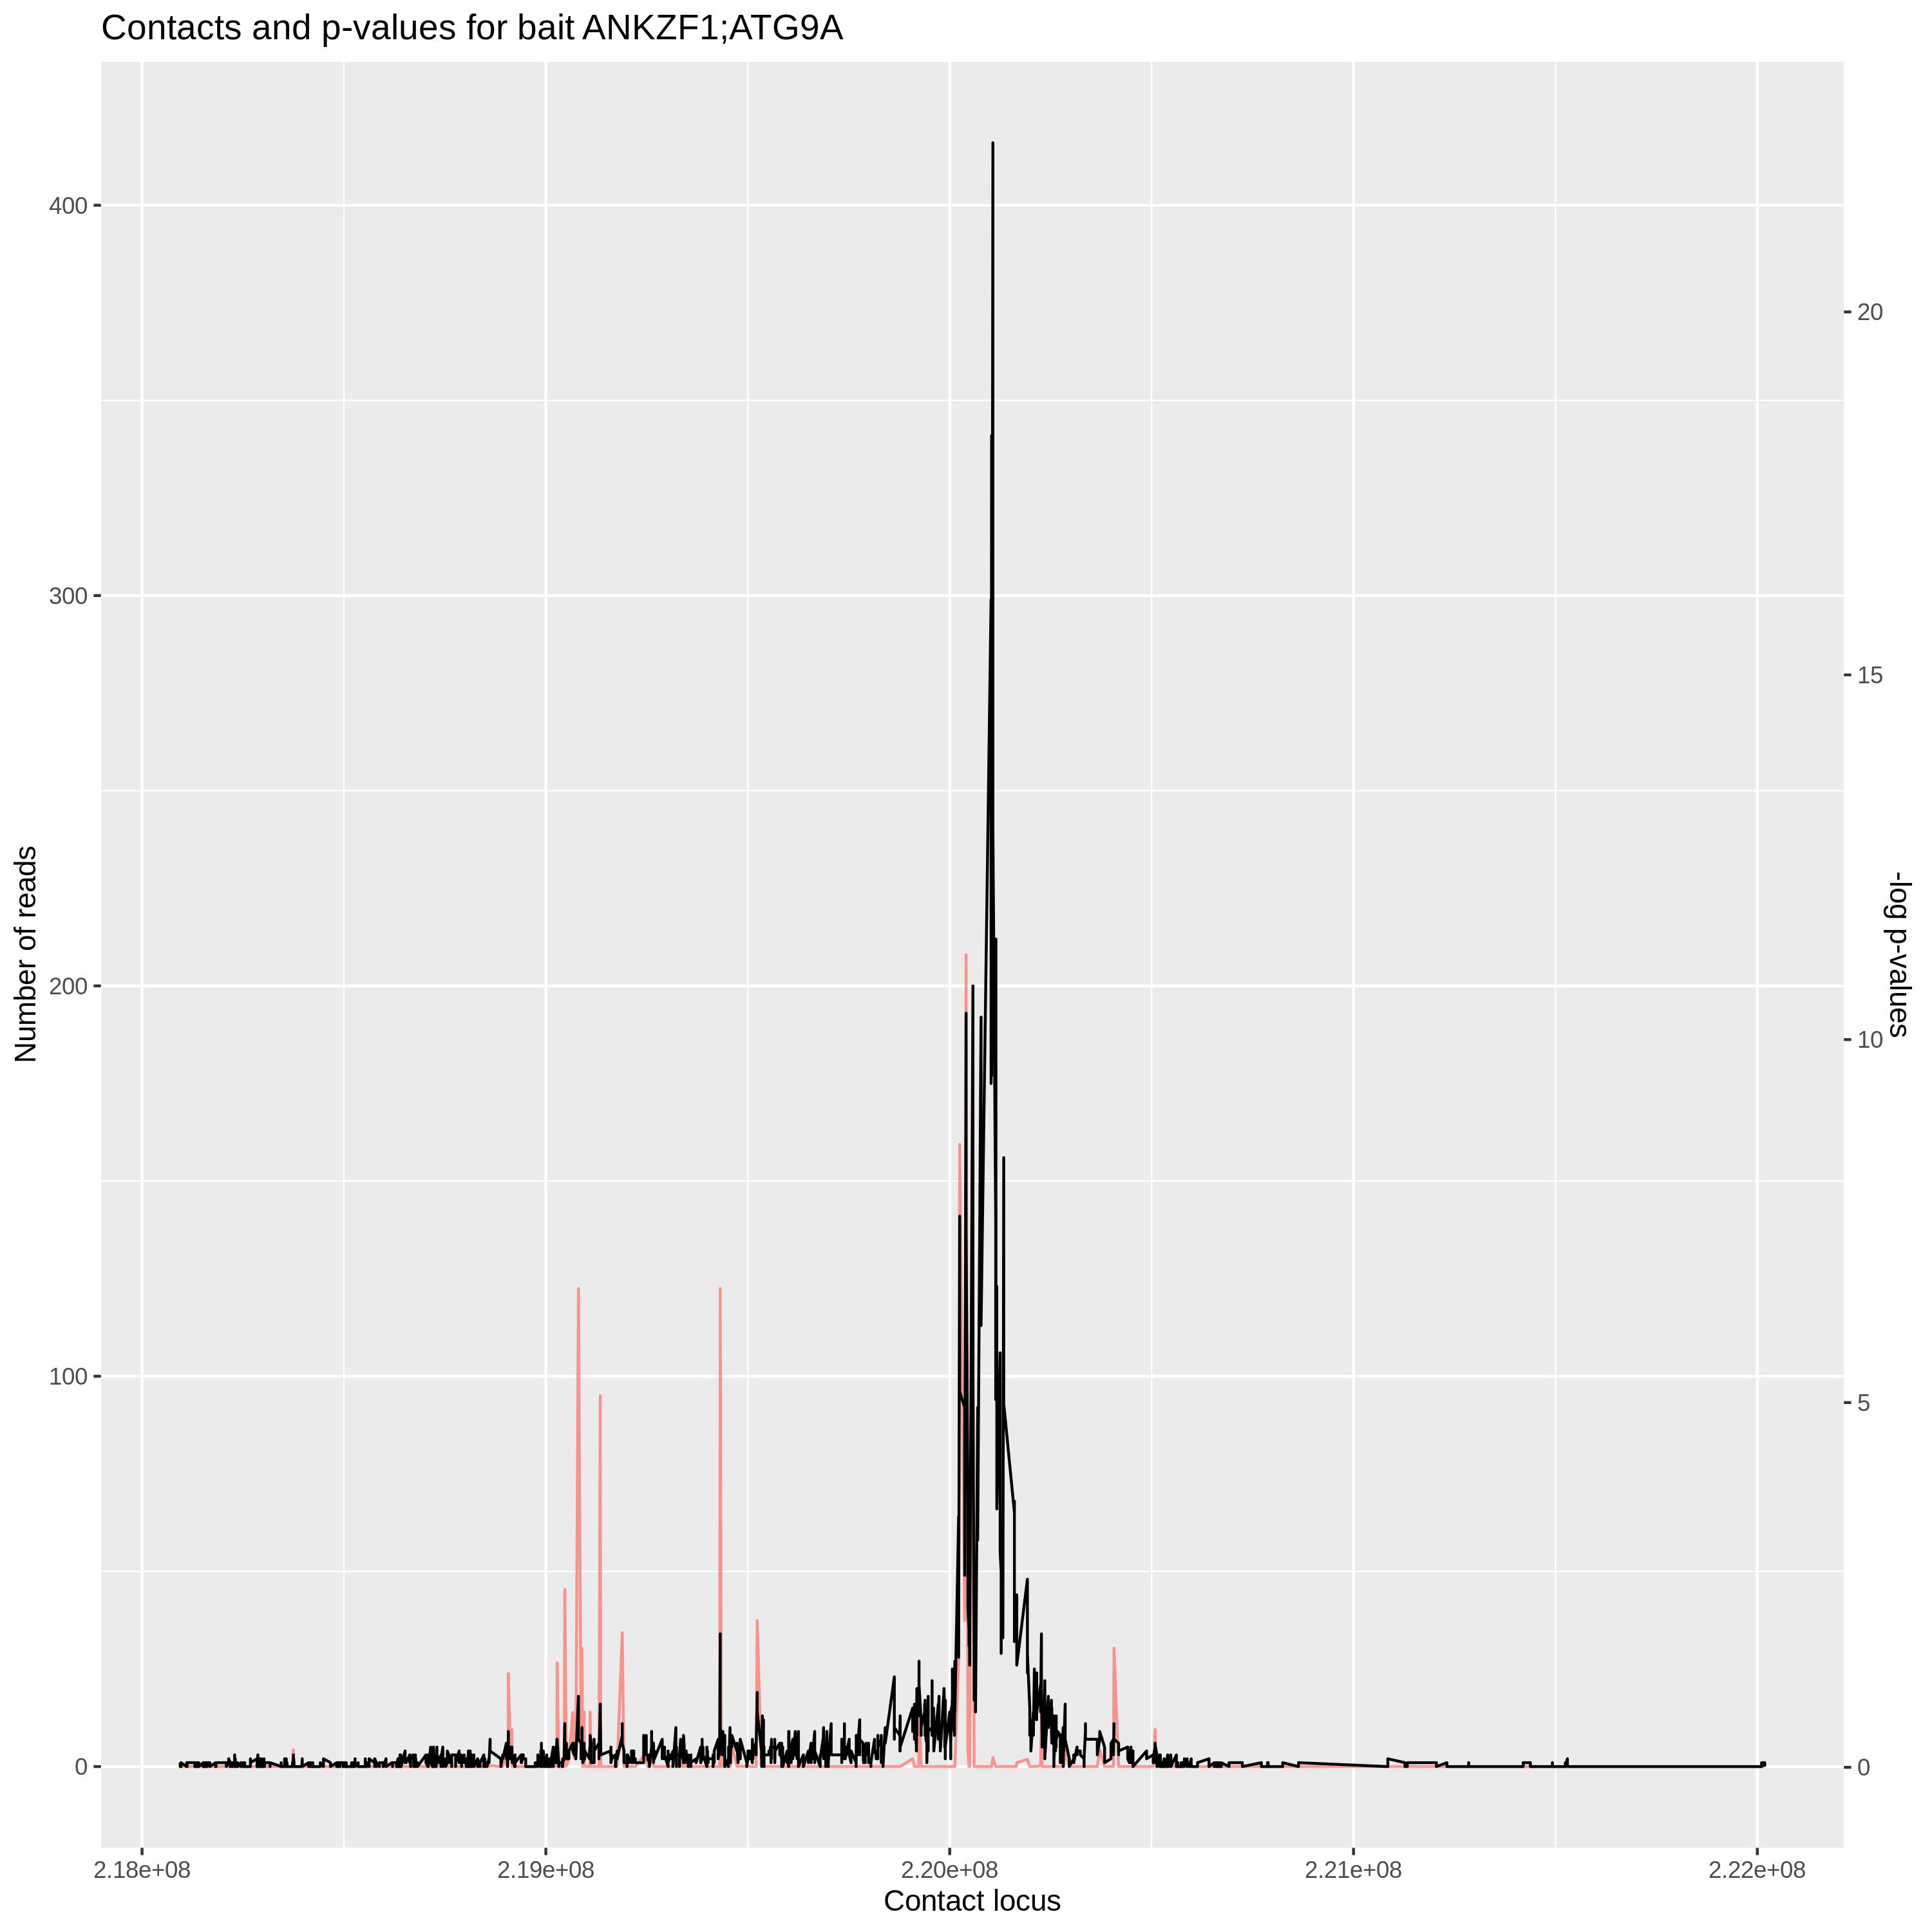 Contacts and p-values for bait ANKZF1;ATG9A
400
300
200
100
0
Number of reads
20
15
10
5
0
-log p-values
2.18e+08 2.19e+08 2.20e+08 2.21e+08 2.22e+08
Contact locus